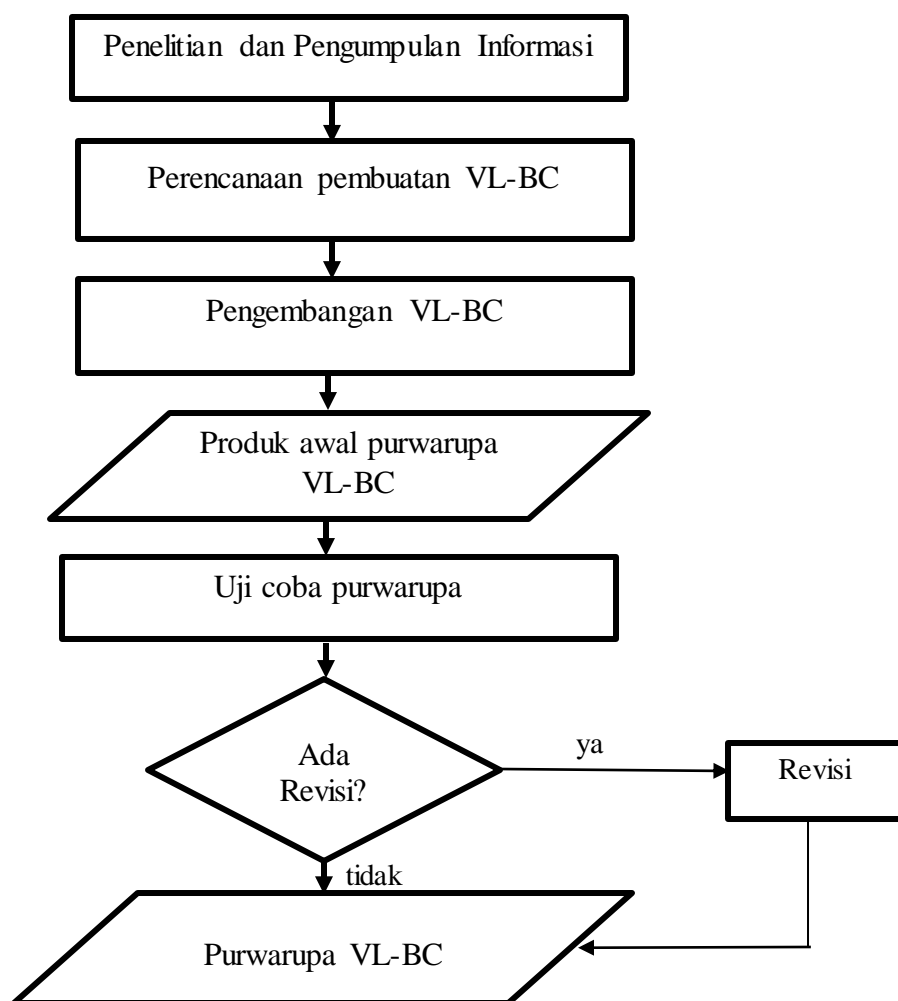 Penelitian dan Pengumpulan Informasi
Perencanaan pembuatan VL-BC
Pengembangan VL-BC
Produk awal purwarupa
VL-BC
Uji coba purwarupa
Ada
Revisi?
ya
Revisi
tidak
Purwarupa VL-BC